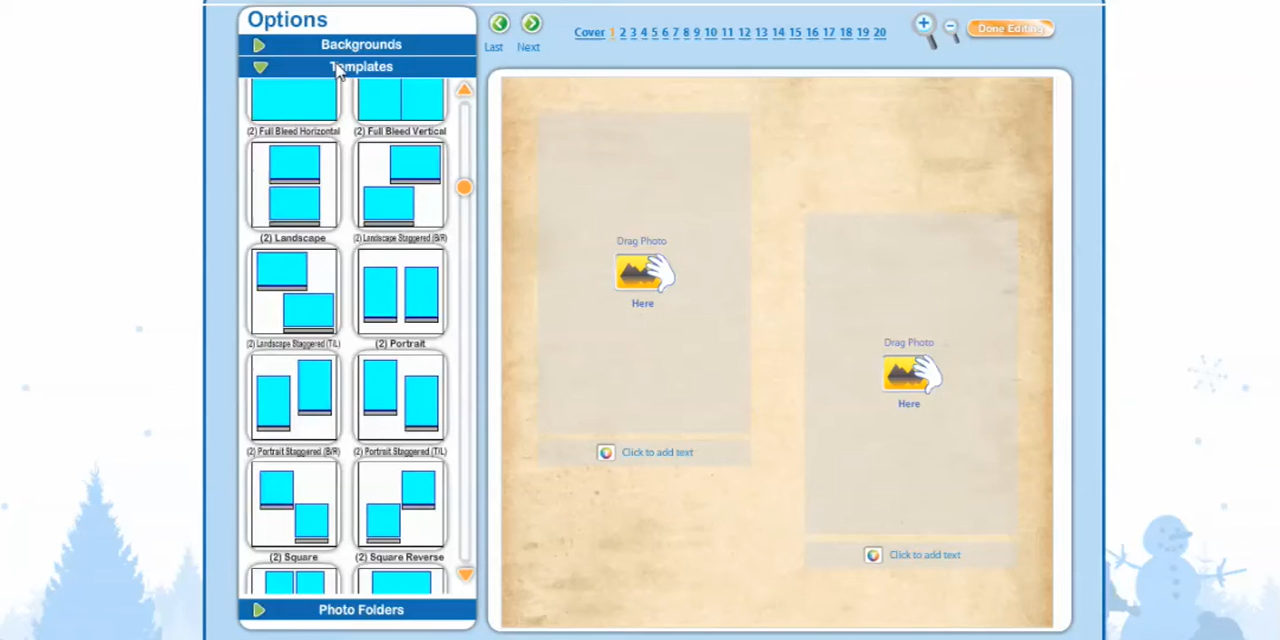 Options
Backgrounds
Templates
(2) Full Bleed Horizontal
(2) Full Bleed Vertical
(2) Landscape
(2) Landscape Staggered (B/R)
(2) Landscape Staggered (T/L)
(2) Portrait
(2) Portrait Staggered (B/R)
(2) Portrait Staggered (T/L)
(2) Square
(2) Square Reverse
Photo Folders
Last
Next
Cover 1 2 3 4 5 6 7 8 9 10 11 12 13 14 15 16 17 18 19 20
Done Editing
Drag Photo
Here
Click to add text
Drag Photo
Here
Click to add text